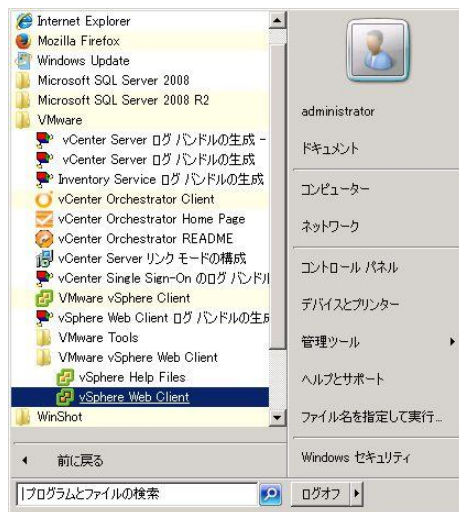 Internet Explorer
Mozilla Firefox
Windows Update
Microsoft SQL Server 2008
Microsoft SQL Server 2008 R2
VMware
vCenter Server ログ バンドルの生成 -
vCenter Server ログ バンドルの生成
Inventory Service ログ バンドルの生成
vCenter Orchestrator Client
vCenter Orchestrator Home Page
vCenter Orchestrator README
vCenter Server リンク モードの構成
vCenter Single Sign-On のログ バンドル
VMware vSphere Client
vSphere Web Client ログ バンドルの生成
VMware Tools
VMware vSphere Web Client
vSphere Help Files
vSphere Web Client
WinShot
前に戻る
プログラムとファイルの検索
administrator
ドキュメント
コンピューター
ネットワーク
コントロール パネル
デバイスとプリンター
管理ツール
ヘルプとサポート
ファイル名を指定して実行...
Windows セキュリティ
ログオフ